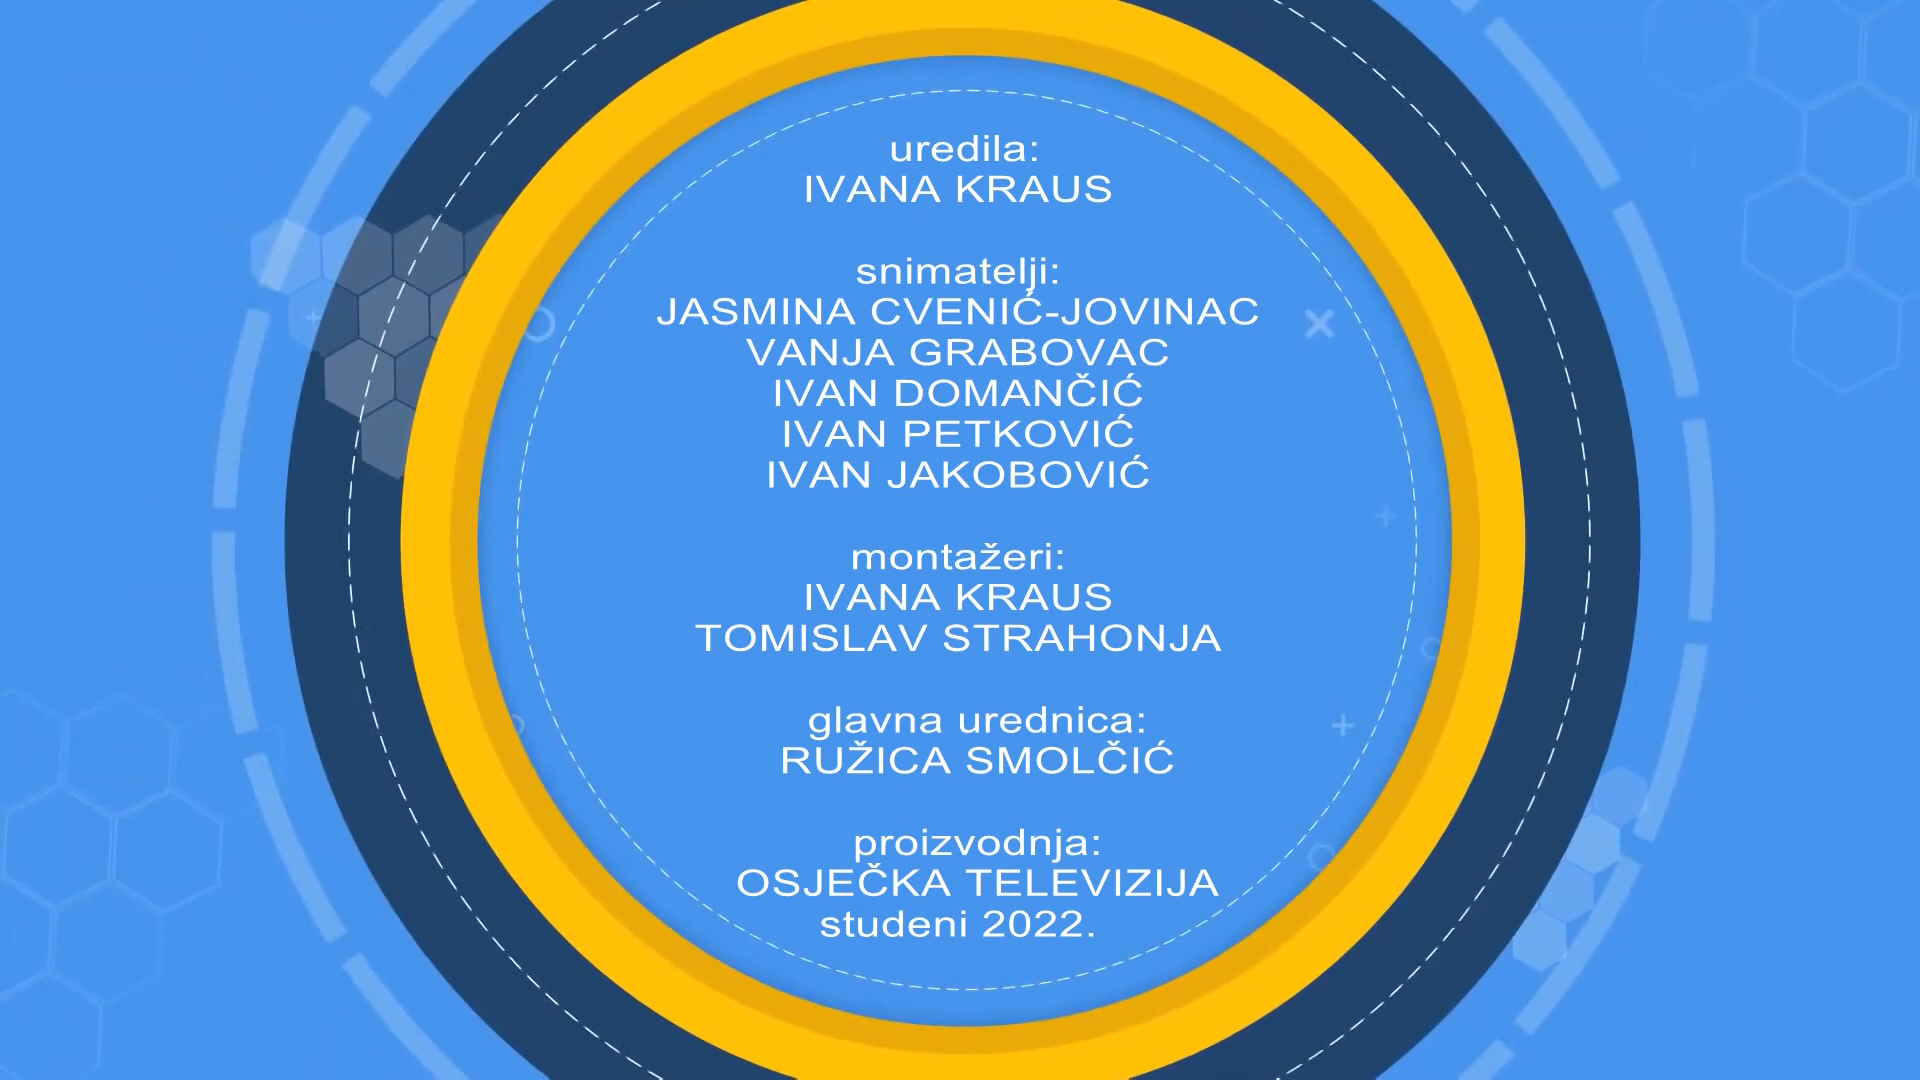 uredila:
IVANA KRAUS
snimatelji:
JASMINA CVENIĆ-JOVINAC
VANJA GRABOVAC
IVAN DOMANČIĆ
IVAN PETKOVIĆ
IVAN JAKOBOVIĆ
montažeri:
IVANA KRAUS
TOMISLAV STRAHONJA
glavna urednica:
RUŽICA SMOLČIĆ
proizvodnja:
OSJEČKA TELEVIZIJA
studeni 2022.